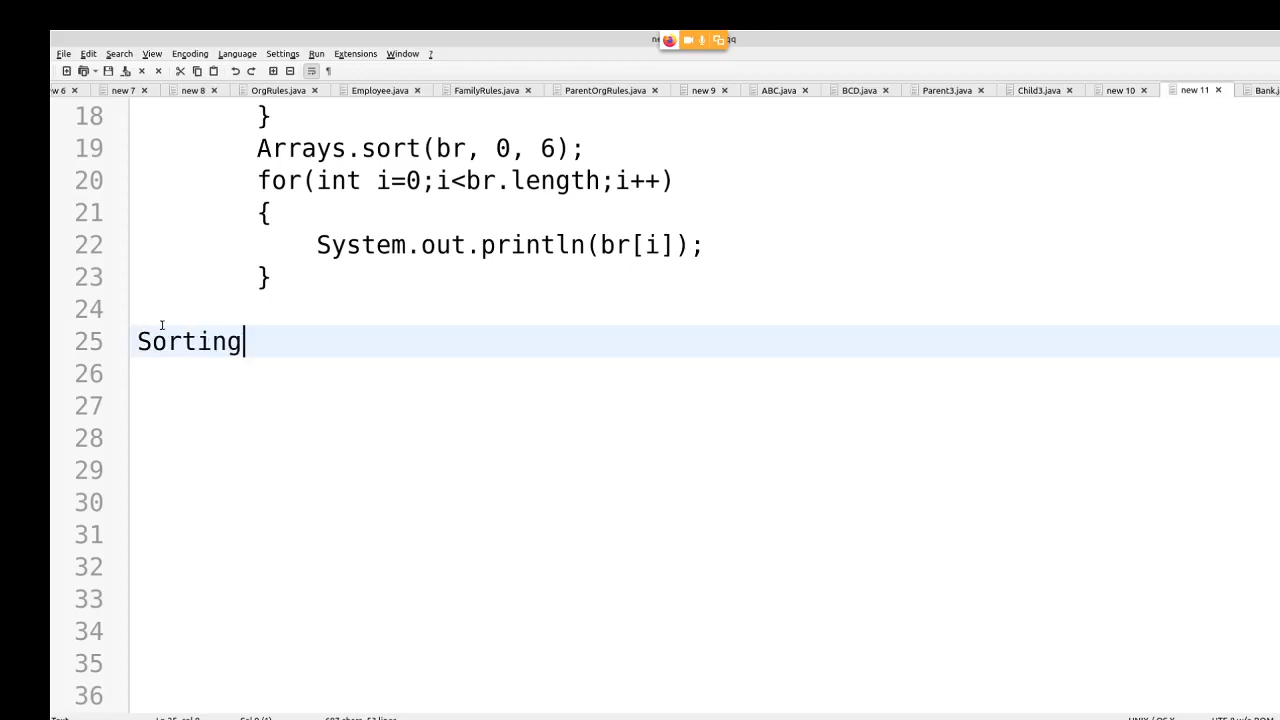 File Edit Search View Encoding Language Settings Run Extensions Window ?
new 7 new 8 OrgRules.java Employee.java FamilyRules.java ParentOrgRules.java new 9 ABC.java BCD.java Parent3.java Child3.java new 10 new 11
18 }
19 Arrays.sort(br, 0, 6);
20 for(int i=0;i<br.length;i++)
21 {
22 System.out.println(br[i]);
23 }
24
25 Sorting
26
27
28
29
30
31
32
33
34
35
36